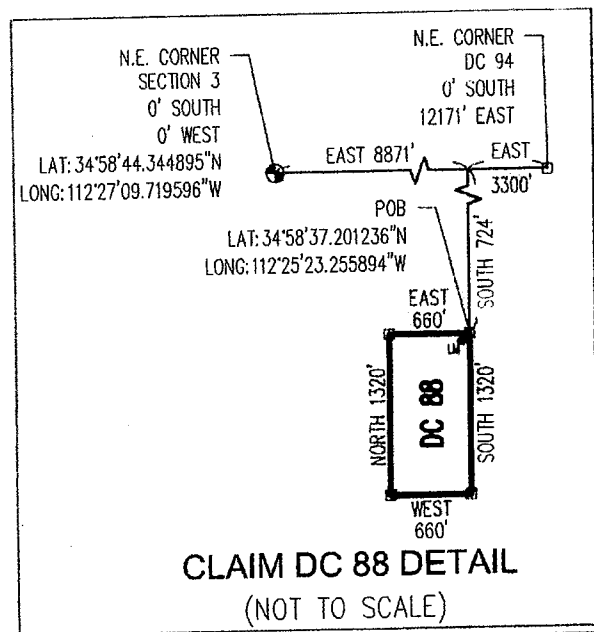 N.E. CORNER
SECTION 3
0' SOUTH
0' WEST
LAT: 34°58'44.344895"N
LONG: 112°27'09.719596"W
N.E. CORNER
DC 94
0' SOUTH
12171' EAST
EAST 8871'
EAST
3300'
POB
LAT: 34°58'37.201236"N
LONG: 112°25'23.255894"W
SOUTH 724'
EAST
660'
NORTH 1320'
DC 88
SOUTH 1320'
WEST
660'
CLAIM DC 88 DETAIL
(NOT TO SCALE)